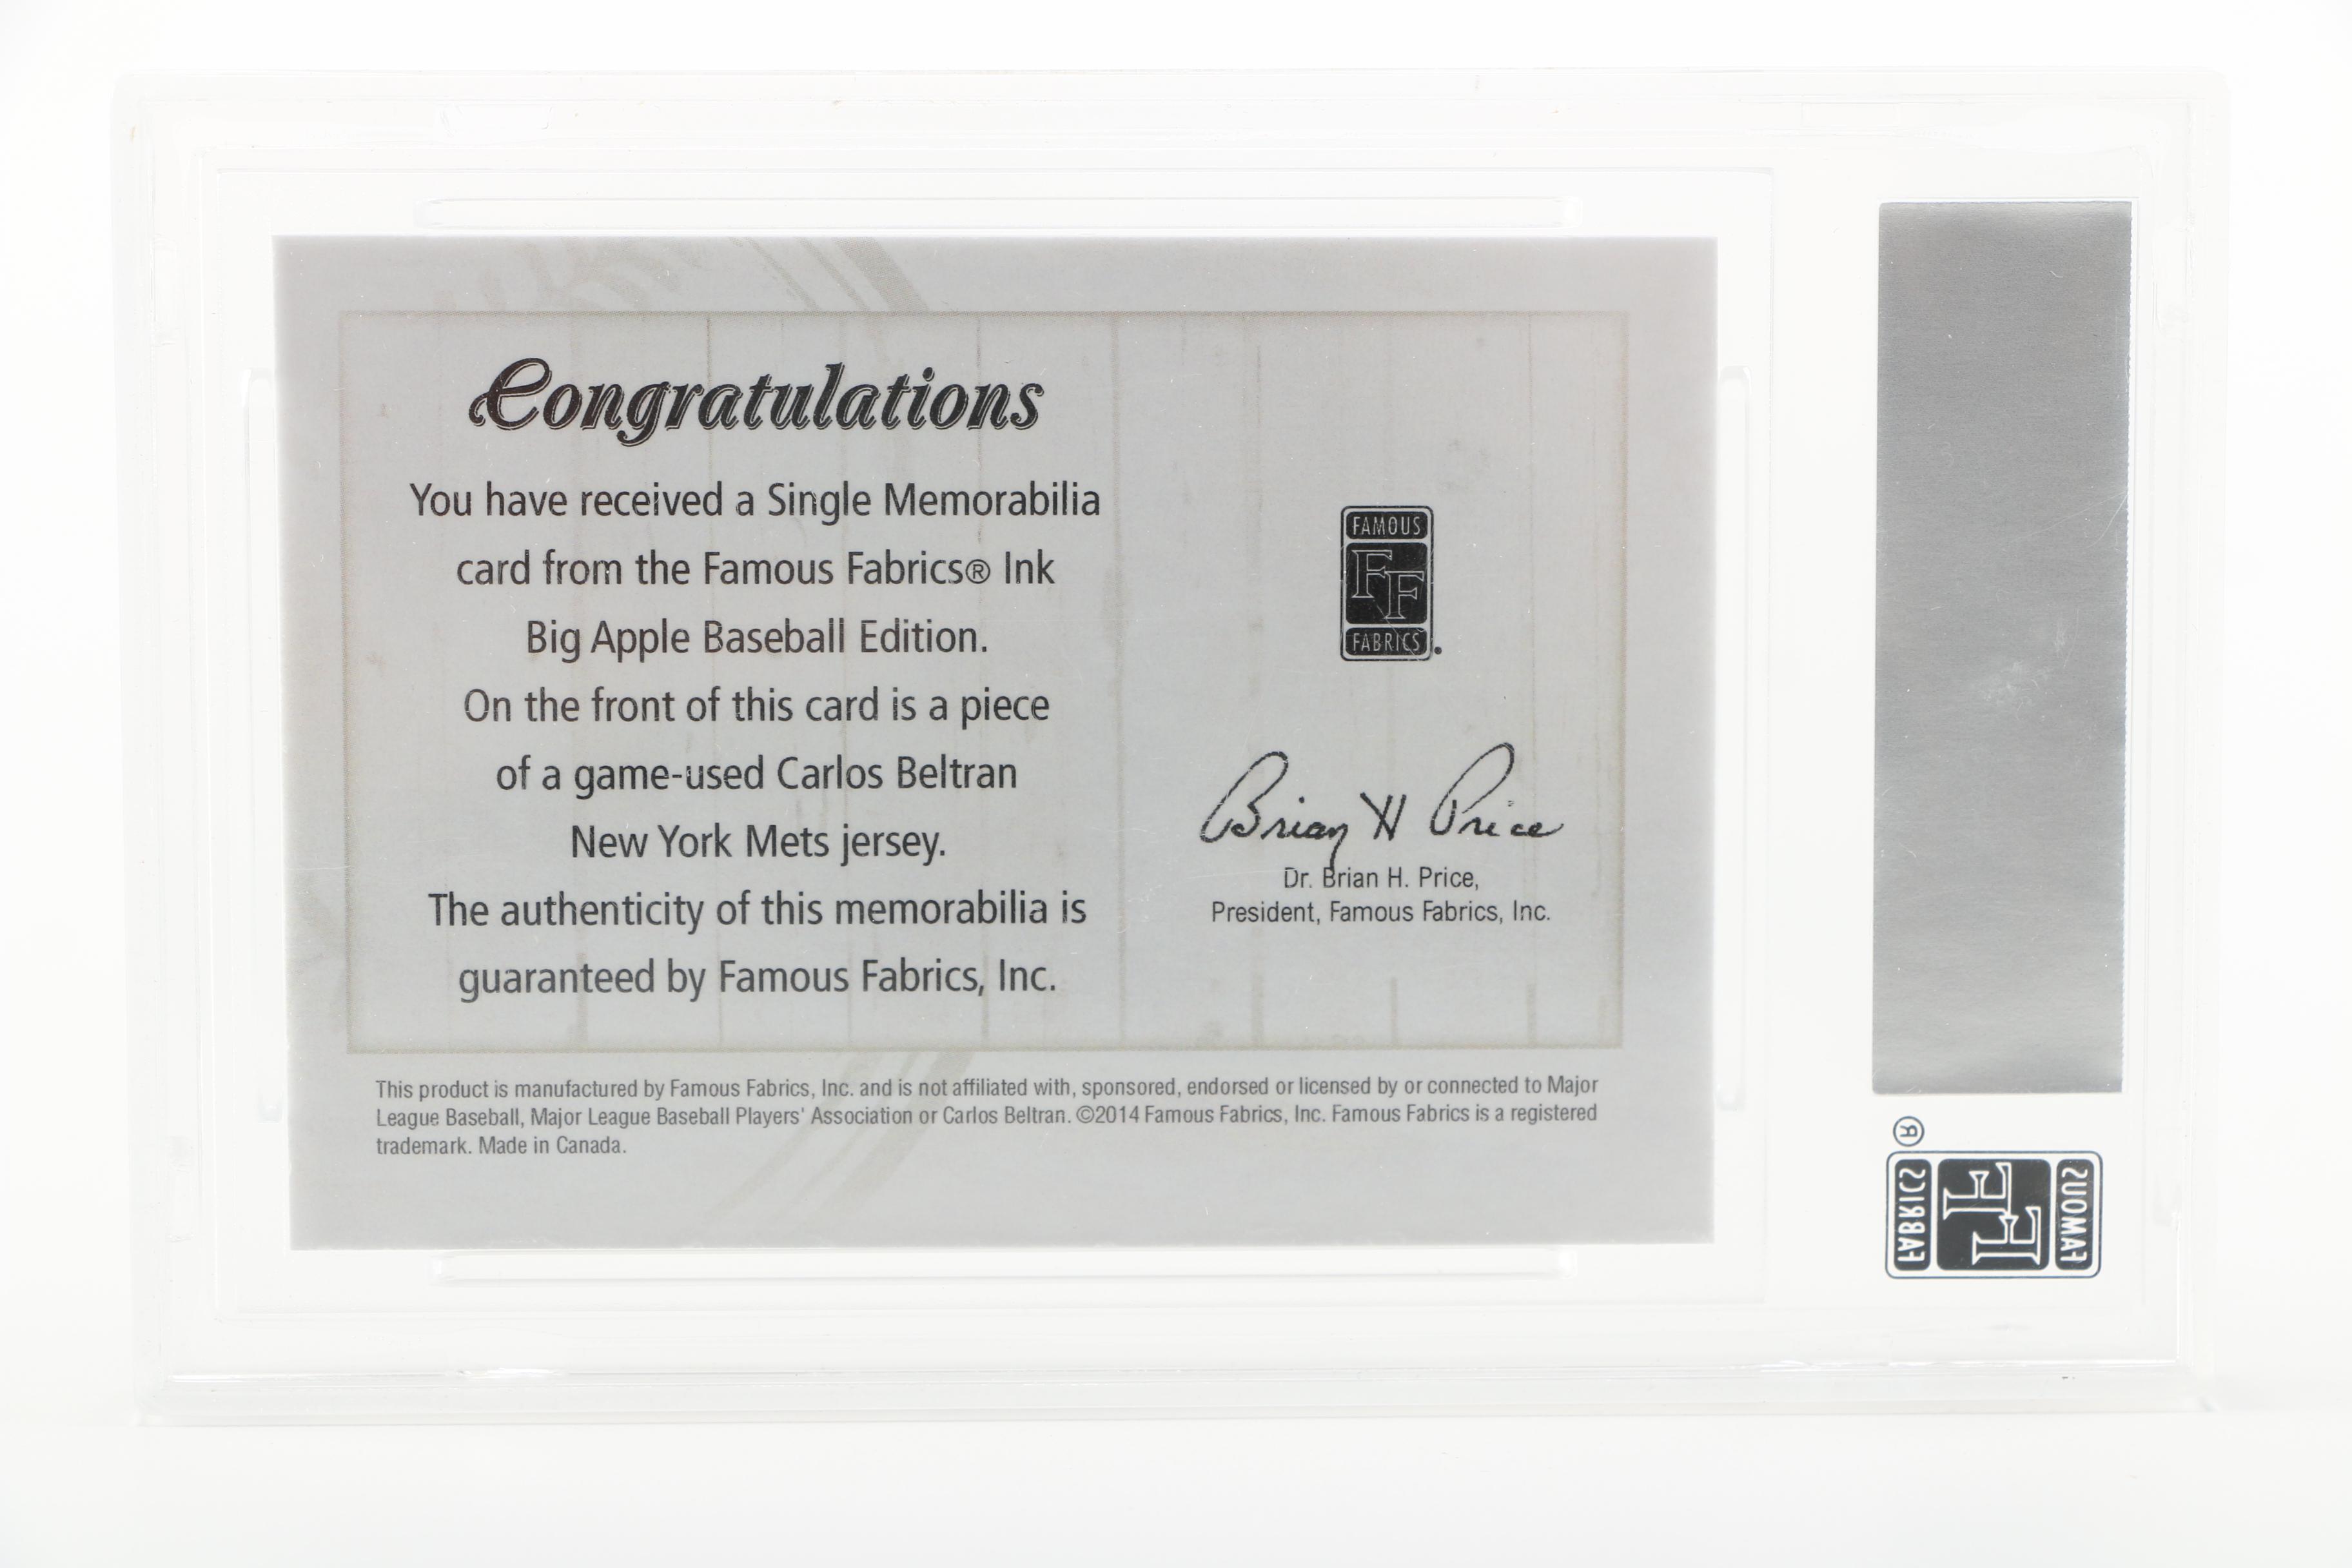 Congratulations
You have received a Single Memorabilia
card from the Famous Fabrics® Ink
Big Apple Baseball Edition.
On the front of this card is a piece
of a game-used Carlos Beltran
New York Mets jersey.
The authenticity of this memorabilia is
guaranteed by Famous Fabrics, Inc.
FAMOUS
FF
FABRICS
Brian H Price
Dr. Brian H. Price,
President, Famous Fabrics, Inc.
This product is manufactured by Famous Fabrics, Inc. and is not affiliated with, sponsored, endorsed or licensed by or connected to Major
League Baseball, Major League Baseball Players' Association or Carlos Beltran. ©2014 Famous Fabrics, Inc. Famous Fabrics is a registered
trademark. Made in Canada.
FAMOUS
FF
FABRICS
®